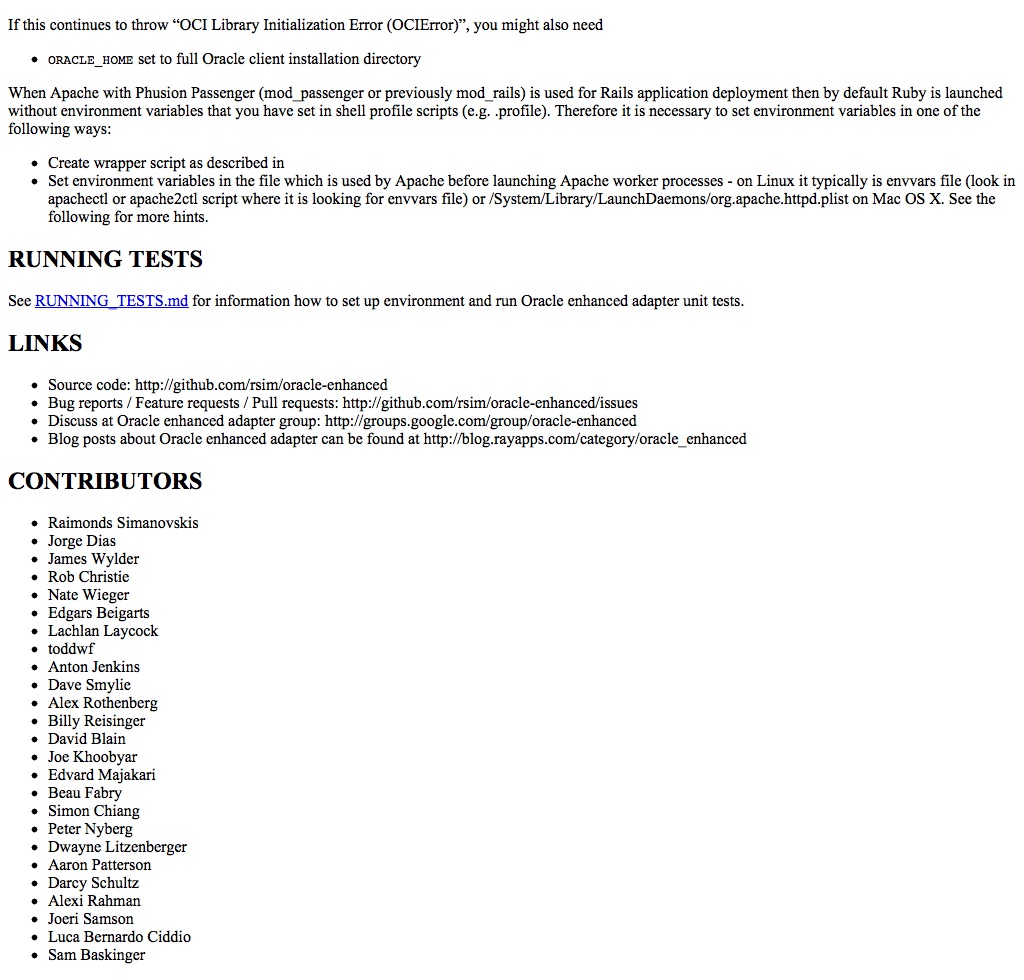 If this continues to throw “OCI Library Initialization Error (OCIError)”, you might also need
• ORACLE_HOME set to full Oracle client installation directory
When Apache with Phusion Passenger (mod_passenger or previously mod_rails) is used for Rails application deployment then by default Ruby is launched
without environment variables that you have set in shell profile scripts (e.g. .profile). Therefore it is necessary to set environment variables in one of the
following ways:
• Create wrapper script as described in
• Set environment variables in the file which is used by Apache before launching Apache worker processes - on Linux it typically is envvars file (look in
apachectl or apache2ctl script where it is looking for envvars file) or /System/Library/LaunchDaemons/org.apache.httpd.plist on Mac OS X. See the
following for more hints.
RUNNING TESTS
See RUNNING_TESTS.md for information how to set up environment and run Oracle enhanced adapter unit tests.
LINKS
• Source code: http://github.com/rsim/oracle-enhanced
• Bug reports / Feature requests / Pull requests: http://github.com/rsim/oracle-enhanced/issues
• Discuss at Oracle enhanced adapter group: http://groups.google.com/group/oracle-enhanced
• Blog posts about Oracle enhanced adapter can be found at http://blog.rayapps.com/category/oracle_enhanced
CONTRIBUTORS
• Raimonds Simanovskis
• Jorge Dias
• James Wylder
• Rob Christie
• Nate Wieger
• Edgars Beigarts
• Lachlan Laycock
• toddwf
• Anton Jenkins
• Dave Smylie
• Alex Rothenberg
• Billy Reisinger
• David Blain
• Joe Khoobyar
• Edvard Majakari
• Beau Fabry
• Simon Chiang
• Peter Nyberg
• Dwayne Litzenberger
• Aaron Patterson
• Darcy Schultz
• Alexi Rahman
• Joeri Samson
• Luca Bernardo Ciddio
• Sam Baskinger